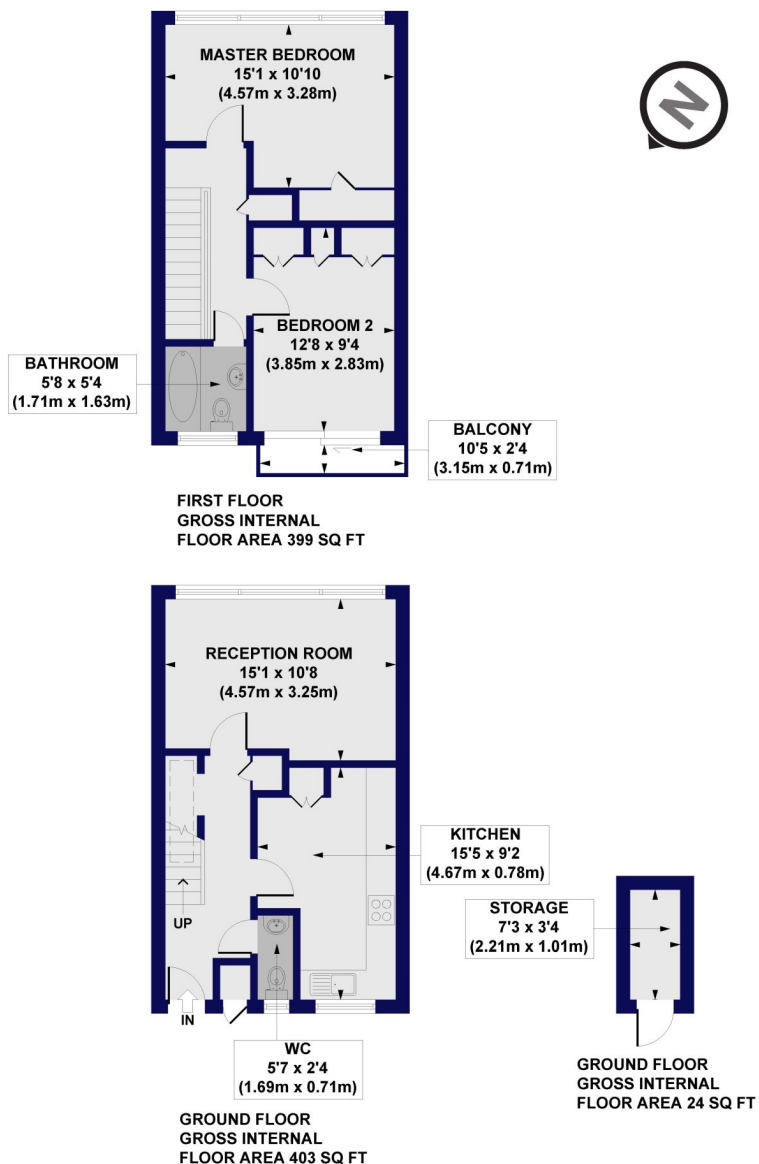 MASTER BEDROOM
15'1 x 10'10
(4.57m x 3.28m)
N
BEDROOM 2
12'8 x 9'4
(3.85m x 2.83m)
BATHROOM
5'8 x 5'4
(1.71m x 1.63m)
BALCONY
10'5 x 2'4
(3.15m x 0.71m)
FIRST FLOOR
GROSS INTERNAL
FLOOR AREA 399 SQ FT
RECEPTION ROOM
15'1 x 10'8
(4.57m x 3.25m)
KITCHEN
15'5 x 9'2
(4.67m x 0.78m)
UP
IN
STORAGE
7'3 x 3'4
(2.21m x 1.01m)
WC
5'7 x 2'4
(1.69m x 0.71m)
GROUND FLOOR
GROSS INTERNAL
FLOOR AREA 24 SQ FT
GROUND FLOOR
GROSS INTERNAL
FLOOR AREA 403 SQ FT